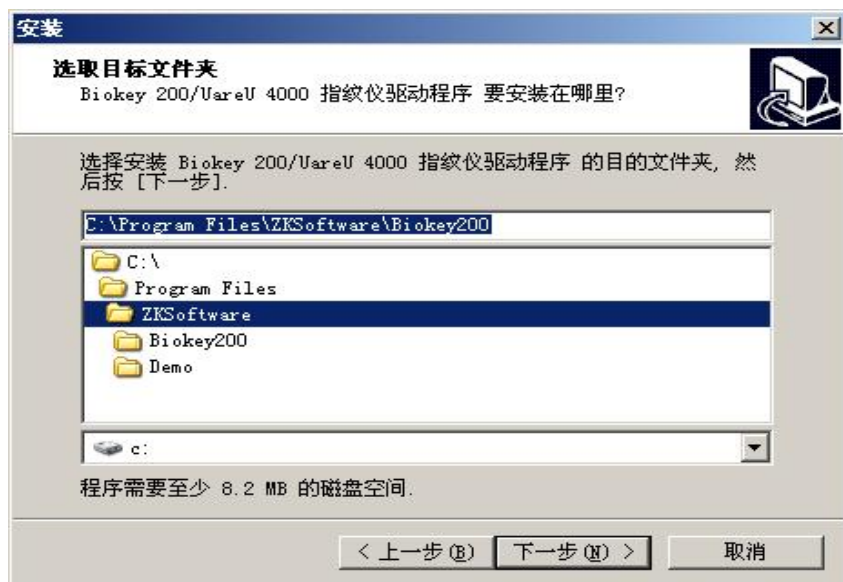 安装
选取目标文件夹
Biokey 200/UareU 4000 指纹仪驱动程序 要安装在哪里?
选择安装 Biokey 200/UareU 4000 指纹仪驱动程序 的目的文件夹, 然
后按 [下一步].
C:\Program Files\ZKSoftware\Biokey200
C:\
Program Files
ZKSoftware
Biokey200
Demo
c:
程序需要至少 8.2 MB 的磁盘空间.
< 上一步(B) 下一步(N) > 取消